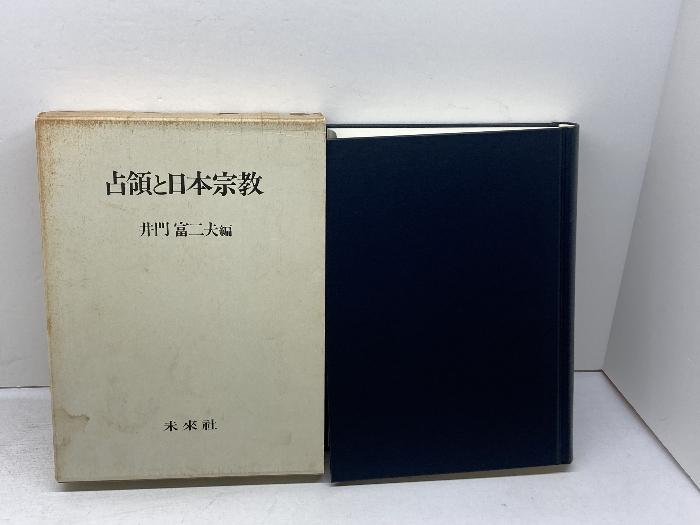 占領と日本宗教
井門富二夫編
未來社